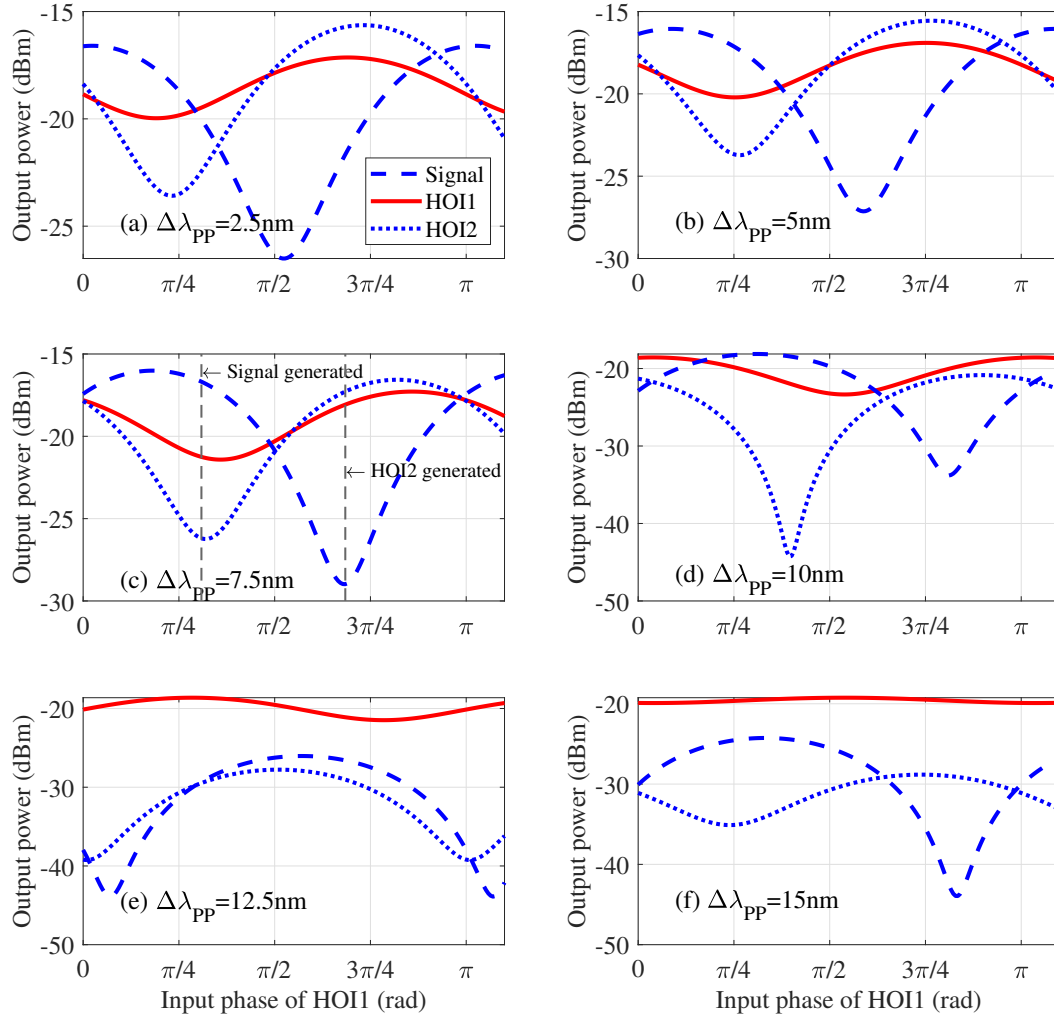 -15
-20
-25
Output power (dBm)
(a) Δλ_PP=2.5nm
Signal
HOI1
HOI2
0 π/4 π/2 3π/4 π
-15
-20
-25
-30
Output power (dBm)
(b) Δλ_PP=5nm
0 π/4 π/2 3π/4 π
-15
-20
-25
-30
Output power (dBm)
← Signal generated
← HOI2 generated
(c) Δλ_PP=7.5nm
0 π/4 π/2 3π/4 π
-20
-30
-40
-50
Output power (dBm)
(d) Δλ_PP=10nm
0 π/4 π/2 3π/4 π
-20
-30
-40
-50
Output power (dBm)
(e) Δλ_PP=12.5nm
0 π/4 π/2 3π/4 π
Input phase of HOI1 (rad)
-20
-30
-40
-50
Output power (dBm)
(f) Δλ_PP=15nm
0 π/4 π/2 3π/4 π
Input phase of HOI1 (rad)